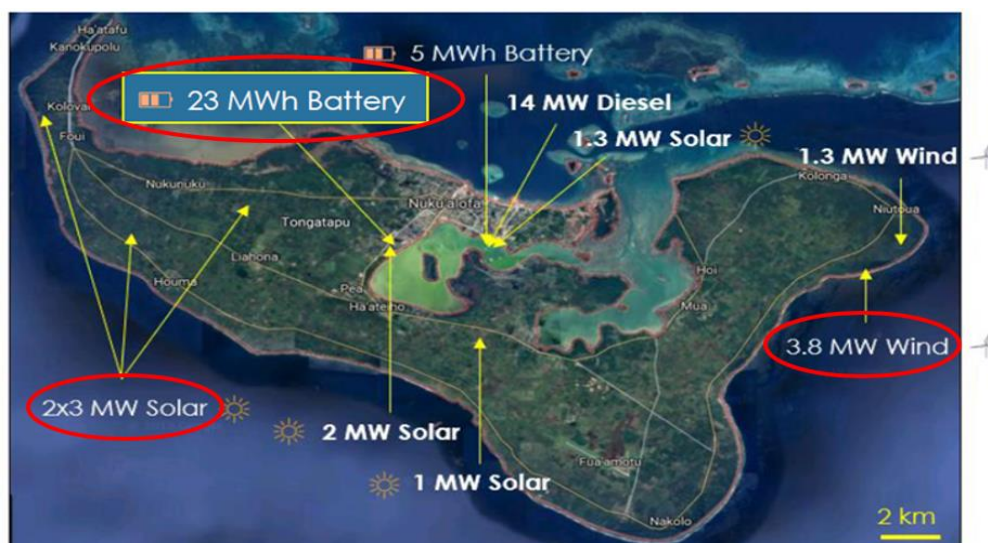 Ha'atafu
Kanokupolu
5 MWh Battery
23 MWh Battery
14 MW Diesel
1.3 MW Solar
1.3 MW Wind
Kolonga
Foui
Nukunuku
Nuku'alofa
Niutoua
Tongatapu
Liahona
Hoi
Houma
Pea
Ha'ateiho
Mua
3.8 MW Wind
2x3 MW Solar
2 MW Solar
Fua'amotu
1 MW Solar
Nakolo
2 km